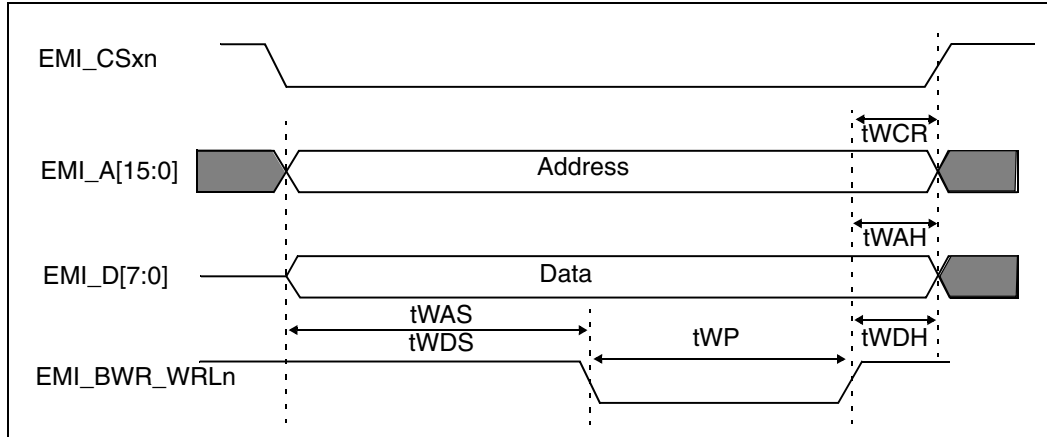 EMI_CSxn
tWCR
EMI_A[15:0]
Address
tWAH
EMI_D[7:0]
Data
tWAS
tWDS
tWP
tWDH
EMI_BWR_WRLn